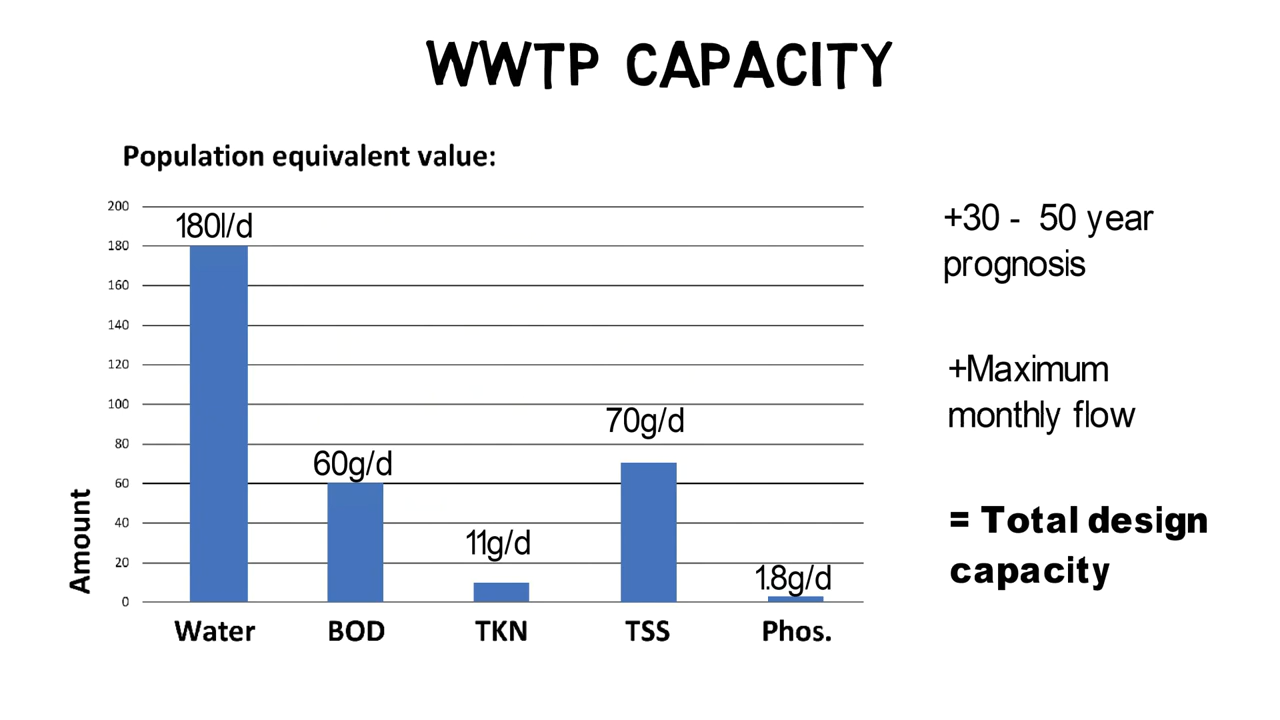 WWTP CAPACITY
Population equivalent value:
200
180
160
140
120
100
80
60
40
20
0
Amount
180l/d
60g/d
11g/d
70g/d
1.8g/d
Water
BOD
TKN
TSS
Phos.
+30 - 50 year
prognosis
+Maximum
monthly flow
= Total design
capacity